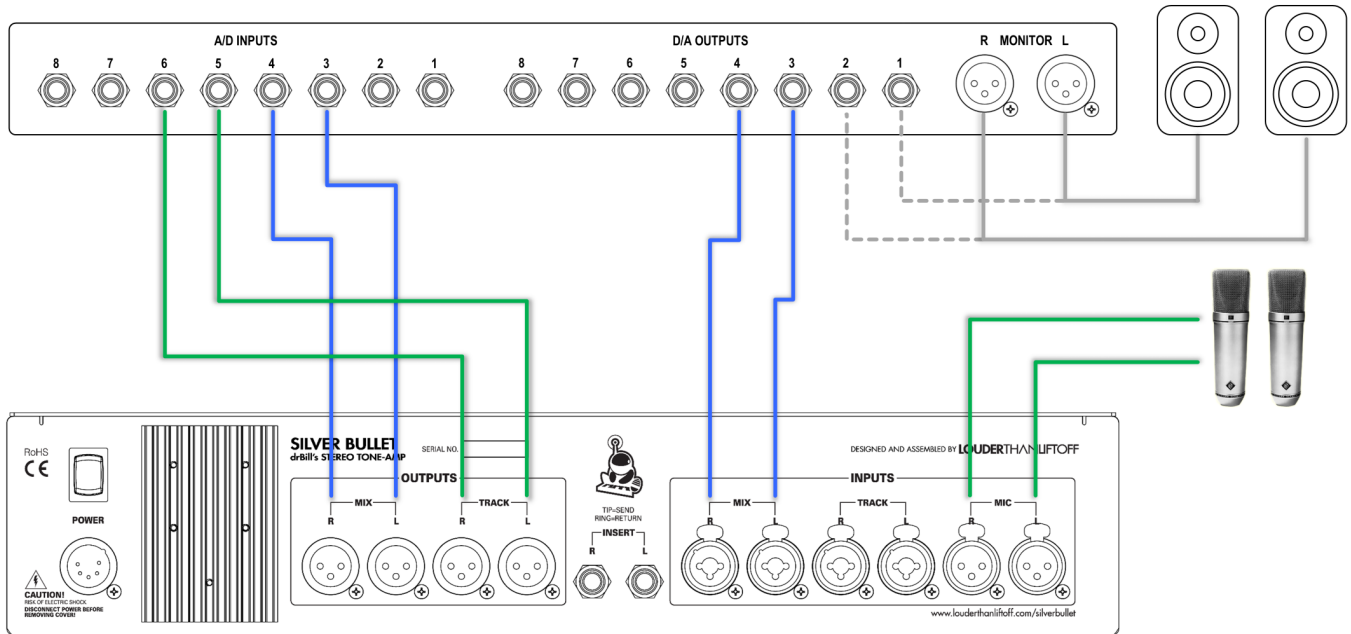 A/D INPUTS
D/A OUTPUTS
R MONITOR L
8 7 6 5 4 3 2 1
8 7 6 5 4 3 2 1
RoHS
CE
POWER
CAUTION!
RISK OF ELECTRIC SHOCK
DISCONNECT POWER BEFORE
REMOVING COVER!
SILVER BULLET
drBill's STEREO TONE-AMP
SERIAL NO.
OUTPUTS
MIX
TRACK
R L R L
TIP=SEND
RING=RETURN
INSERT
R L
DESIGNED AND ASSEMBLED BY LOUDERTHANLIFTOFF
INPUTS
MIX
TRACK
MIC
R L R L R L
www.louderthanliftoff.com/silverbullet